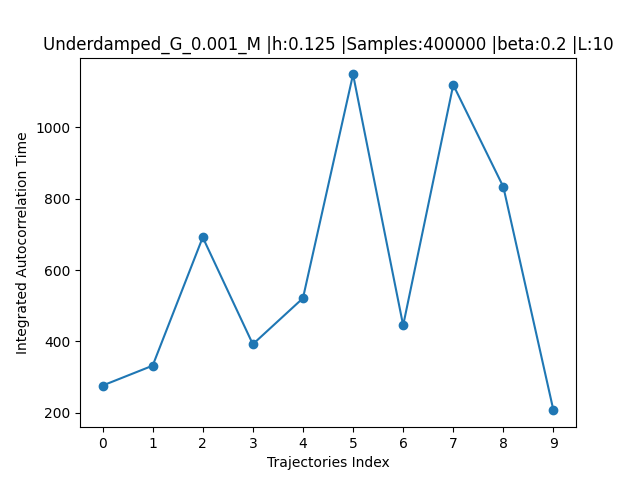 Underdamped_G_0.001_M |h:0.125 |Samples:400000 |beta:0.2 |L:10
Integrated Autocorrelation Time
1000
800
600
400
200
0 1 2 3 4 5 6 7 8 9
Trajectories Index